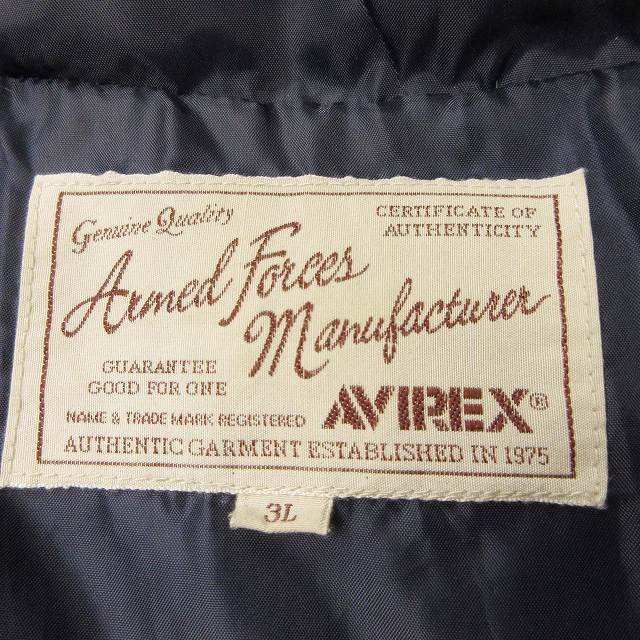 Genuine Quality
CERTIFICATE OF
AUTHENTICITY
Armed Forces
Manufacturer
GUARANTEE
GOOD FOR ONE
NAME & TRADE MARK REGISTERED
AVIREX®
AUTHENTIC GARMENT ESTABLISHED IN 1975
3L